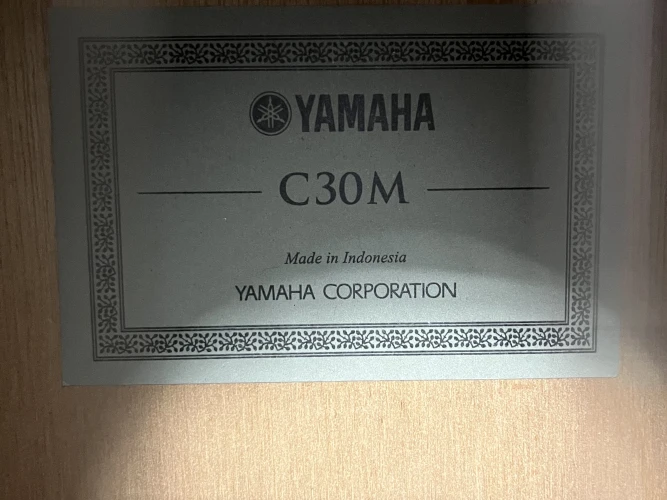 YAMAHA
C30M
Made in Indonesia
YAMAHA CORPORATION